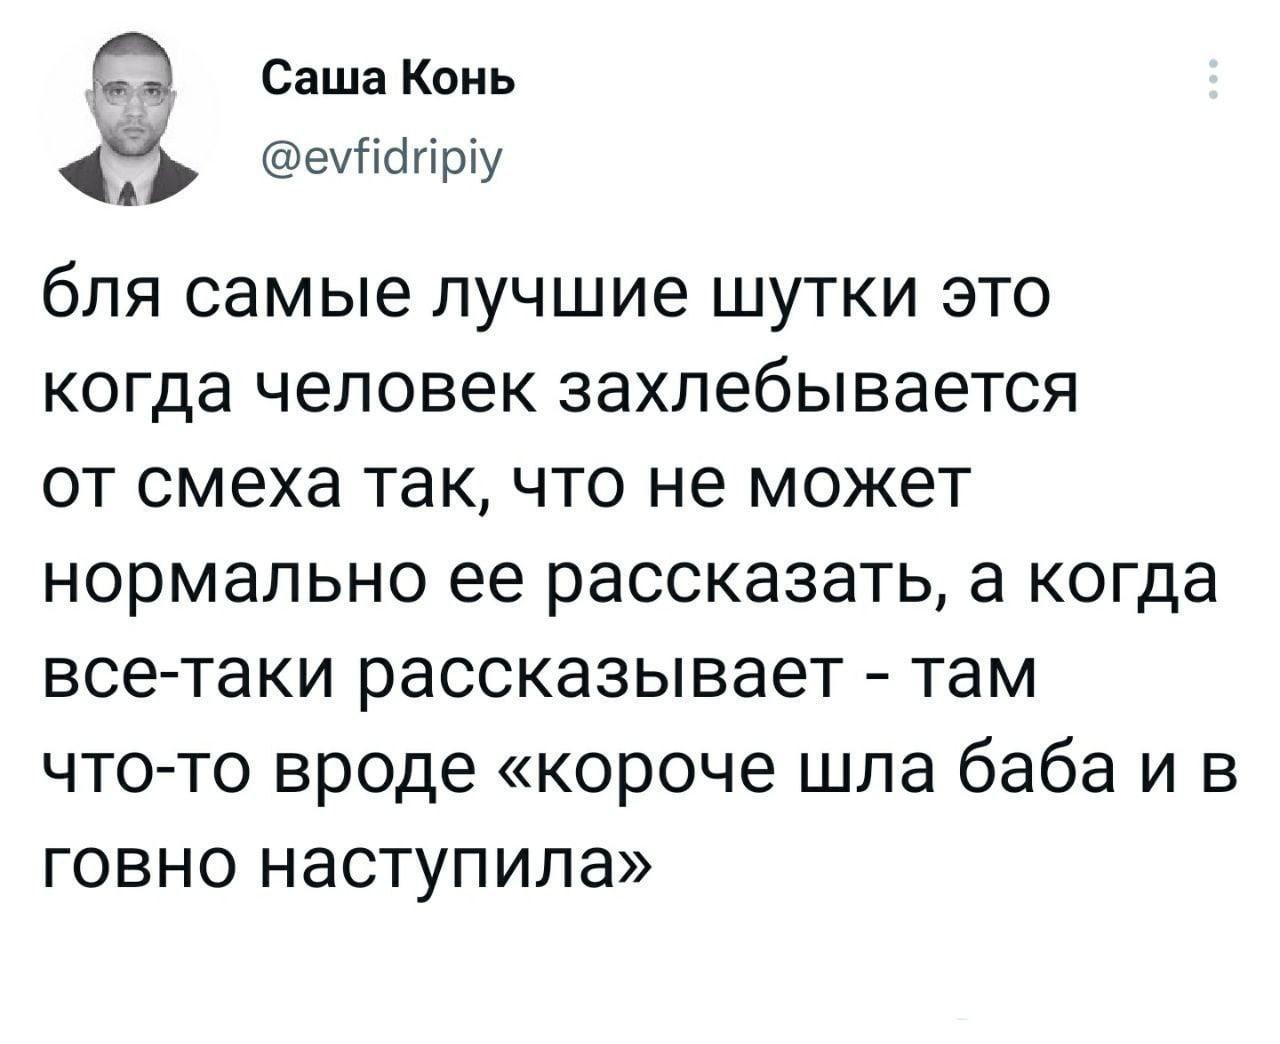 Саша Конь
@evfidripiy
бля самые лучшие шутки это
когда человек захлебывается
от смеха так, что не может
нормально ее рассказать, а когда
все-таки рассказывает - там
что-то вроде «короче шла баба и в
говно наступила»